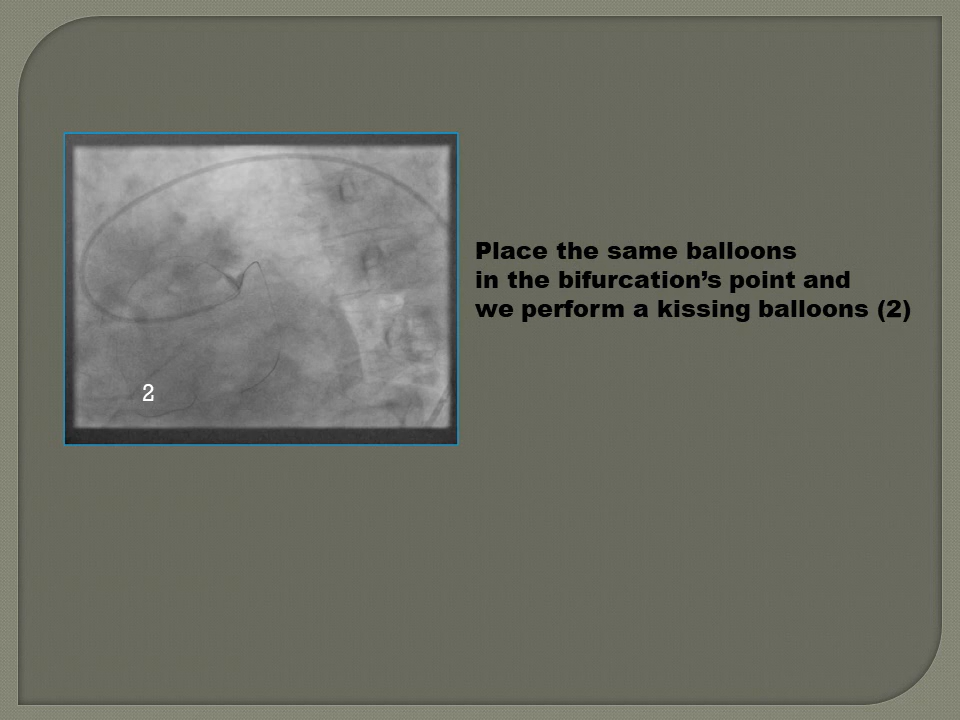 Place the same balloons
in the bifurcation’s point and
we perform a kissing balloons (2)
2